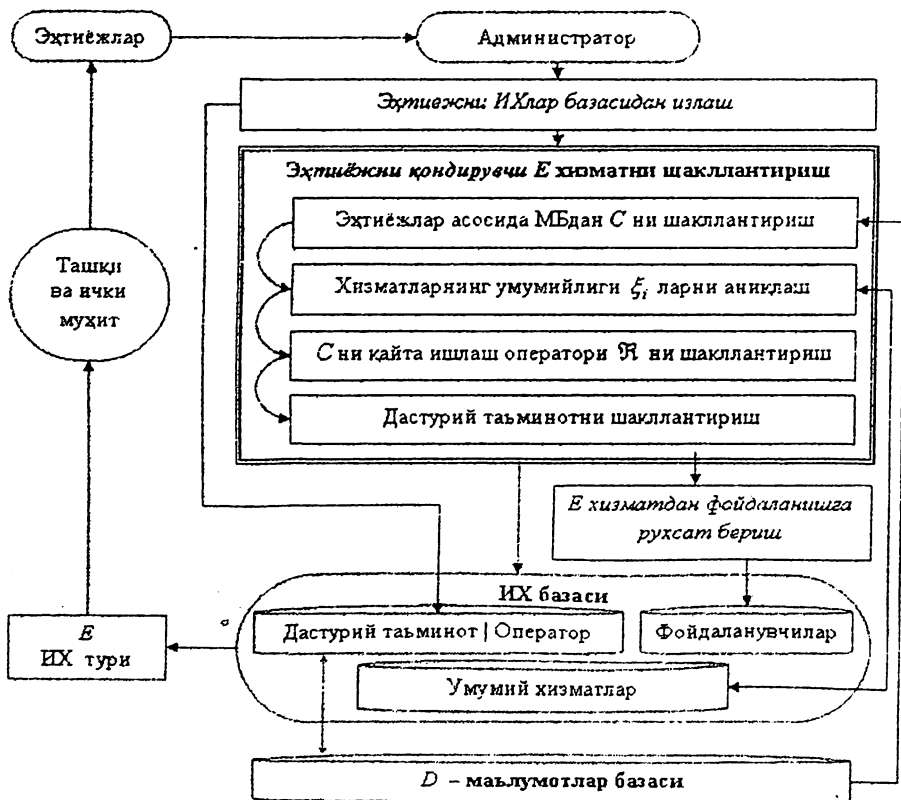 Эҳтиёжлар
Администратор
Эҳтиежни ИХлар базасидан излаш
Эҳтиёжни қондирувчи E хизматни шакллантириш
Эҳтиёжлар асосида МБдан C ни шакллантириш
Хизматларнинг умумийлиги ξᵢ ларни аниқлаш
C ни қайта ишлаш оператори ℜ ни шакллантириш
Дастурий таъминотни шакллантириш
Ташқи
ва ички
муҳит
E хизматдан фойдаланишга
рухсат бериш
ИХ базаси
Дастурий таъминот | Оператор
Фойдаланувчилар
Умумий хизматлар
E
ИХ тури
D – маълумотлар базаси